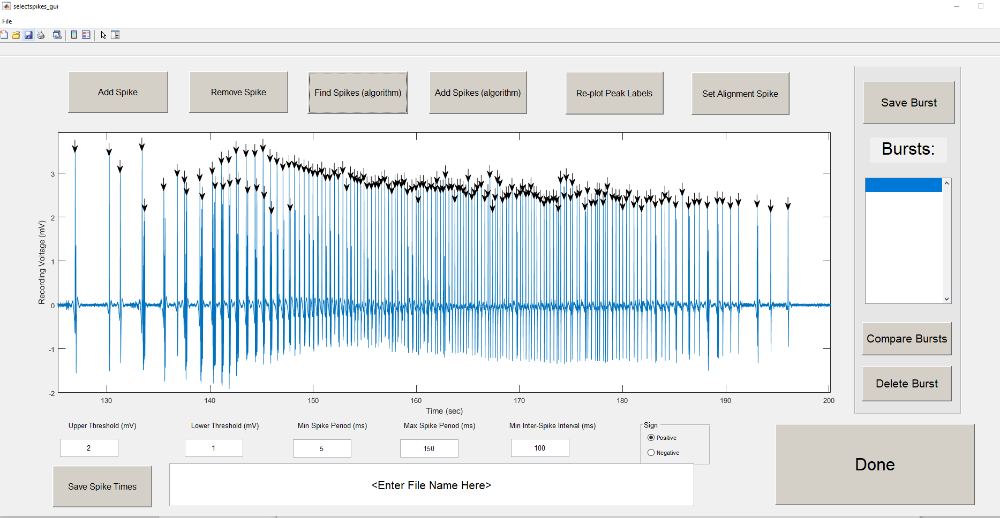 selectspikes_gui
File
Add Spike
Remove Spike
Find Spikes (algorithm)
Add Spikes (algorithm)
Re-plot Peak Labels
Set Alignment Spike
Save Burst
Bursts:
Compare Bursts
Delete Burst
3
2
1
0
-1
-2
Recording Voltage (mV)
130
140
150
160
170
180
190
200
Time (sec)
Upper Threshold (mV)
Lower Threshold (mV)
Min Spike Period (ms)
Max Spike Period (ms)
Min Inter-Spike Interval (ms)
2
1
5
150
100
Sign
Positive
Negative
Save Spike Times
<Enter File Name Here>
Done